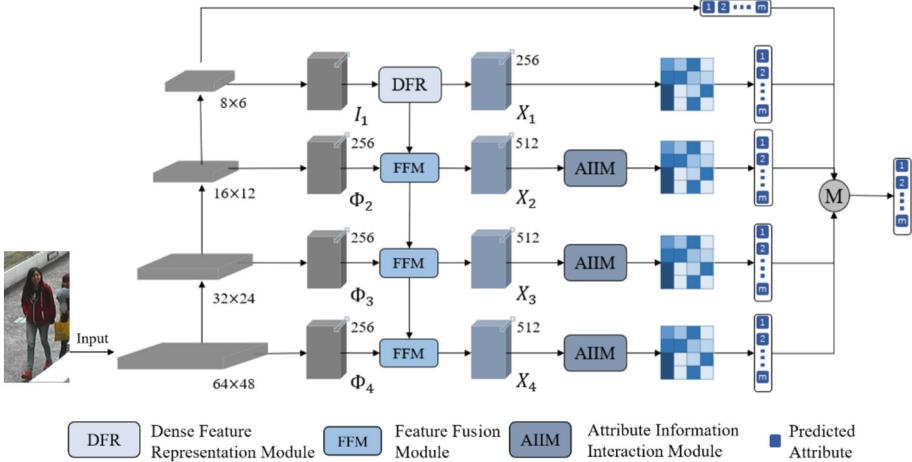 1 2 m
8×6
I₁
DFR
256
X₁
1
2
m
16×12
256
Φ₂
FFM
512
X₂
AIIM
1
2
m
32×24
256
Φ₃
FFM
512
X₃
AIIM
1
2
m
Input
64×48
256
Φ₄
FFM
512
X₄
AIIM
1
2
m
M
1
2
m
DFR
Dense Feature
Representation Module
FFM
Feature Fusion
Module
AIIM
Attribute Information
Interaction Module
Predicted
Attribute